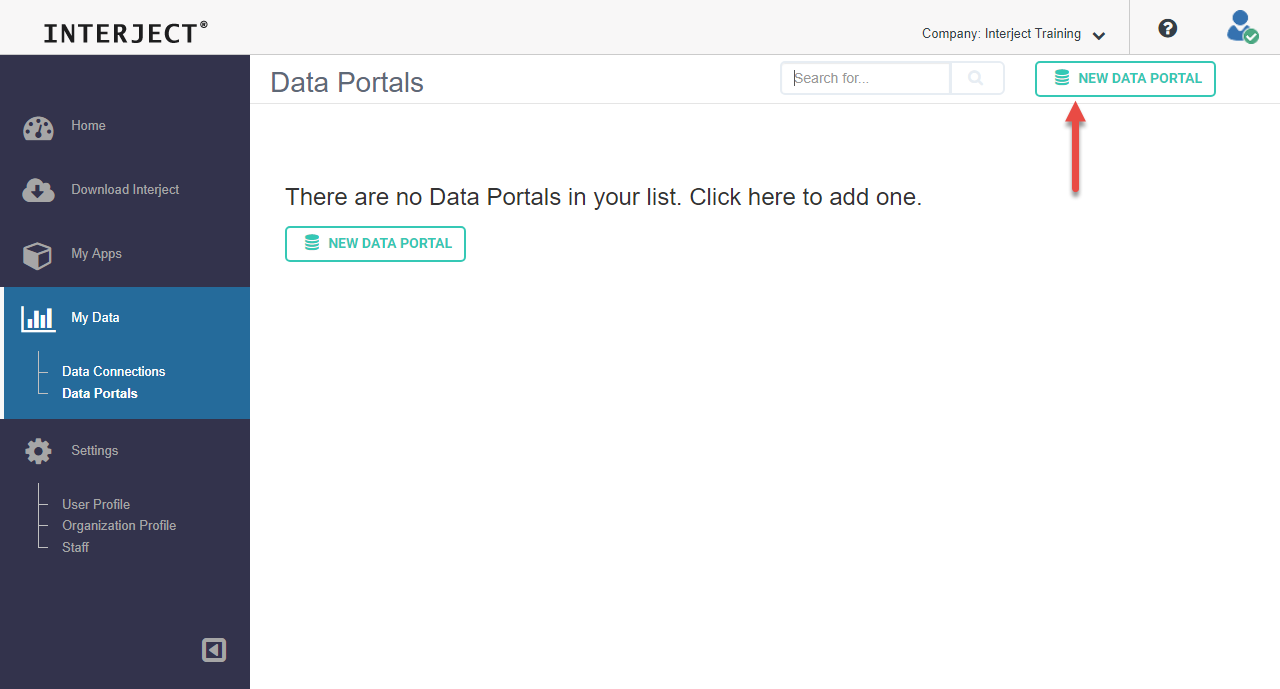 INTERJECT®
Company: Interject Training
Data Portals
Search for...
NEW DATA PORTAL
Home
Download Interject
My Apps
My Data
Data Connections
Data Portals
Settings
User Profile
Organization Profile
Staff
There are no Data Portals in your list. Click here to add one.
NEW DATA PORTAL